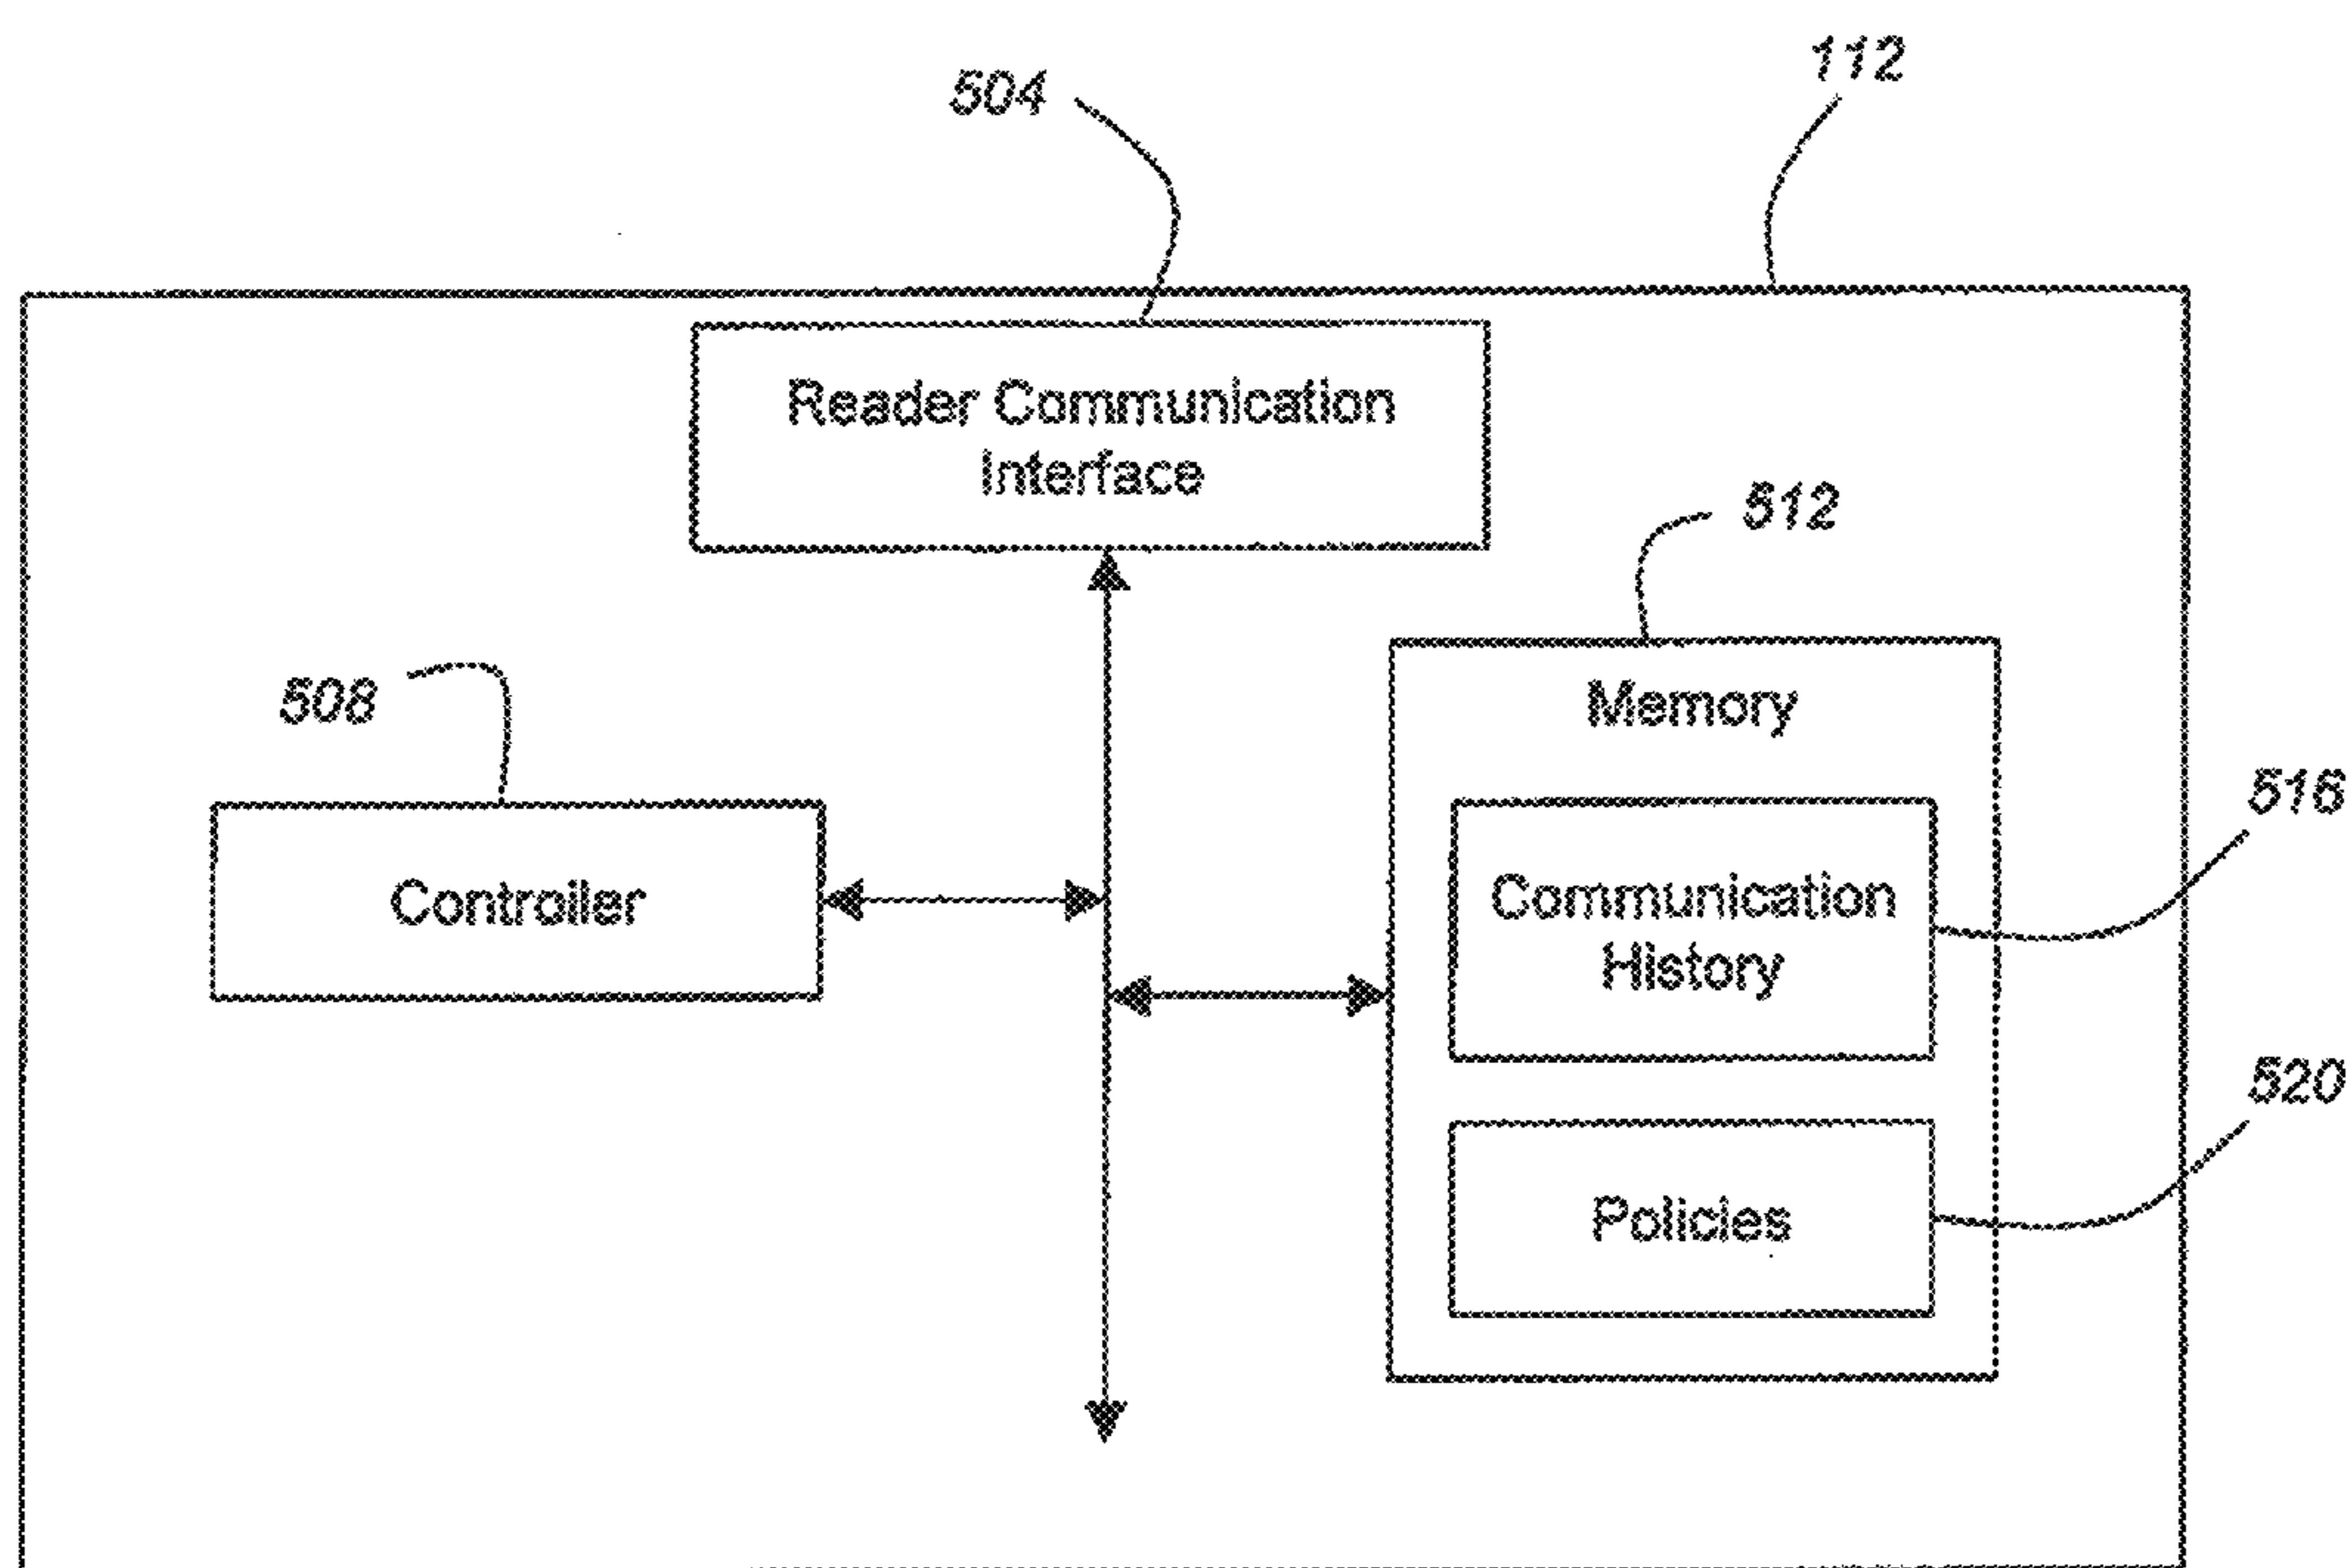 112
504
Reader Communication
Interface
512
Memory
508
Controller
516
Communication
History
520
Policies